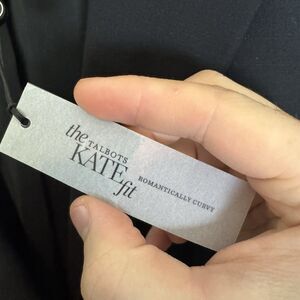 the TALBOTS
KATE
fit
ROMANTICALLY CURVY